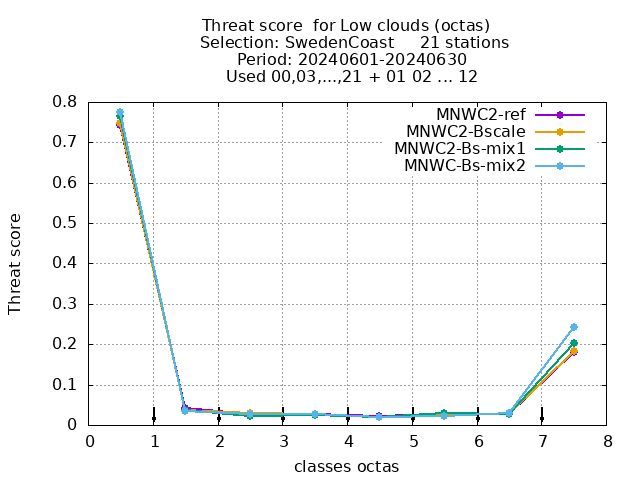 Threat score  for Low clouds (octas)
Selection: SwedenCoast     21 stations
Period: 20240601-20240630
Used 00,03,...,21 + 01 02 ... 12
MNWC2-ref
MNWC2-Bscale
MNWC2-Bs-mix1
MNWC-Bs-mix2
Threat score
0.8
0.7
0.6
0.5
0.4
0.3
0.2
0.1
0
0 1 2 3 4 5 6 7 8
classes octas